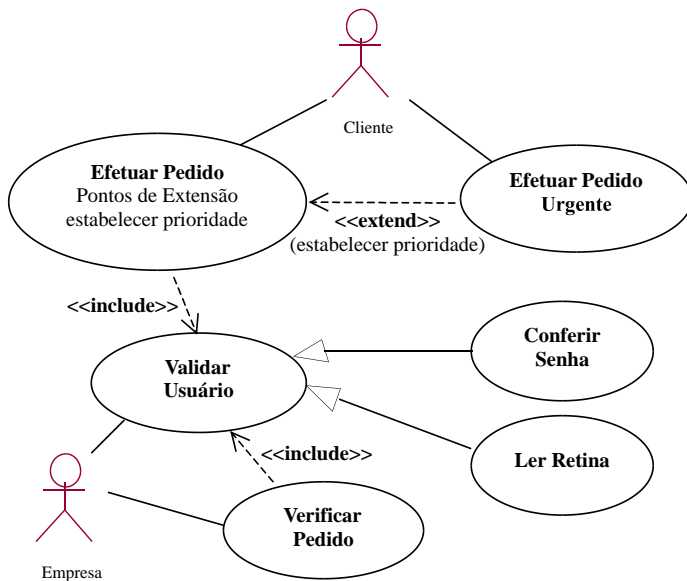 Cliente
Efetuar Pedido
Pontos de Extensão
estabelecer prioridade
Efetuar Pedido
Urgente
<<extend>>
(estabelecer prioridade)
<<include>>
Conferir
Senha
Validar
Usuário
<<include>>
Ler Retina
Verificar
Pedido
Empresa